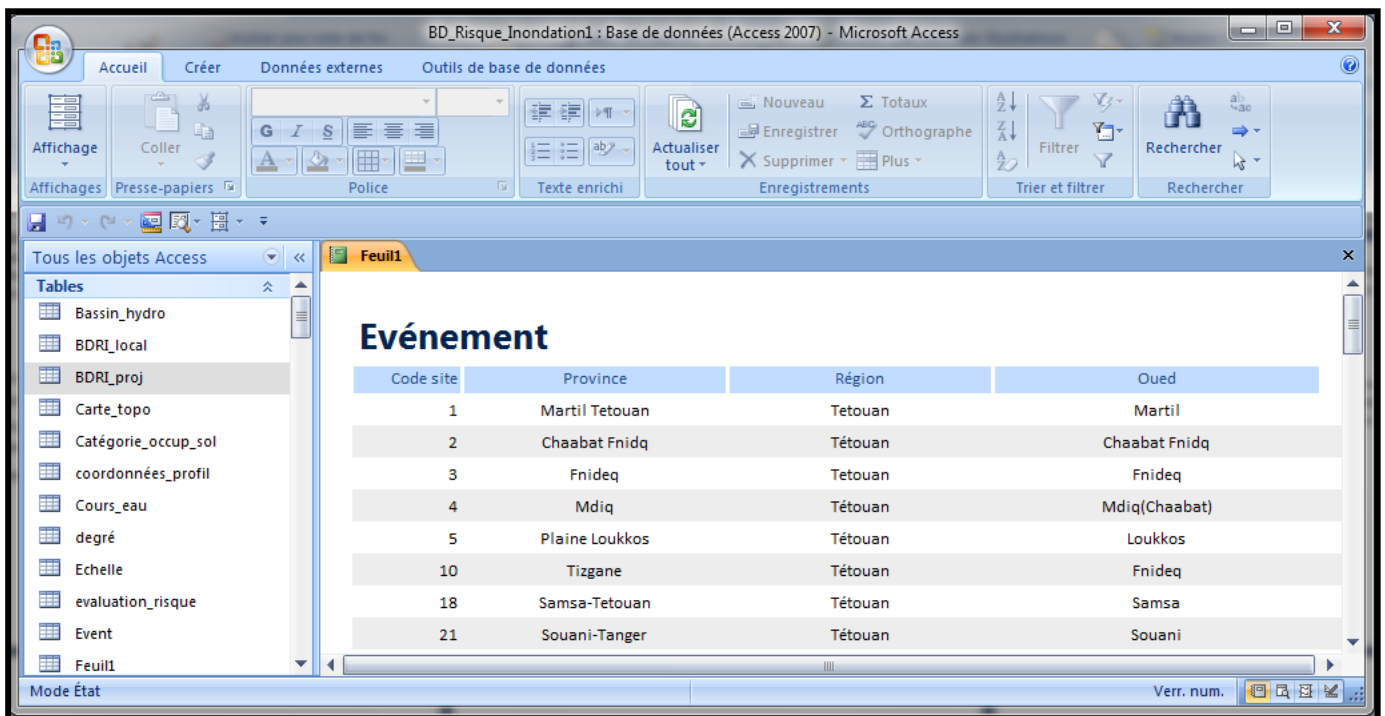 BD_Risque_Inondation1 : Base de données (Access 2007) - Microsoft Access
Accueil Créer Données externes Outils de base de données
Affichage
Coller
G I S
A
ab
Actualiser tout
Nouveau
Enregistrer
Supprimer
Σ Totaux
ABC Orthographe
Plus
A Z
Z A
A Z
Filtrer
Rechercher
ab ac
Affichages Presse-papiers Police Texte enrichi Enregistrements Trier et filtrer Rechercher
Tous les objets Access «
Feuil1
Tables
Bassin_hydro
BDRI_local
BDRI_proj
Carte_topo
Catégorie_occup_sol
coordonnées_profil
Cours_eau
degré
Echelle
evaluation_risque
Event
Feuil1
Evénement
Code site Province Région Oued
1 Martil Tetouan Tetouan Martil
2 Chaabat Fnidq Tétouan Chaabat Fnidq
3 Fnideq Tetouan Fnideq
4 Mdiq Tétouan Mdiq(Chaabat)
5 Plaine Loukkos Tétouan Loukkos
10 Tizgane Tétouan Fnideq
18 Samsa-Tetouan Tétouan Samsa
21 Souani-Tanger Tétouan Souani
Mode État Verr. num.